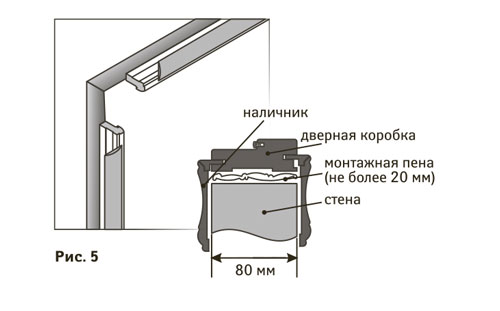 наличник
дверная коробка
монтажная пена
(не более 20 мм)
стена
Рис. 5
80 мм